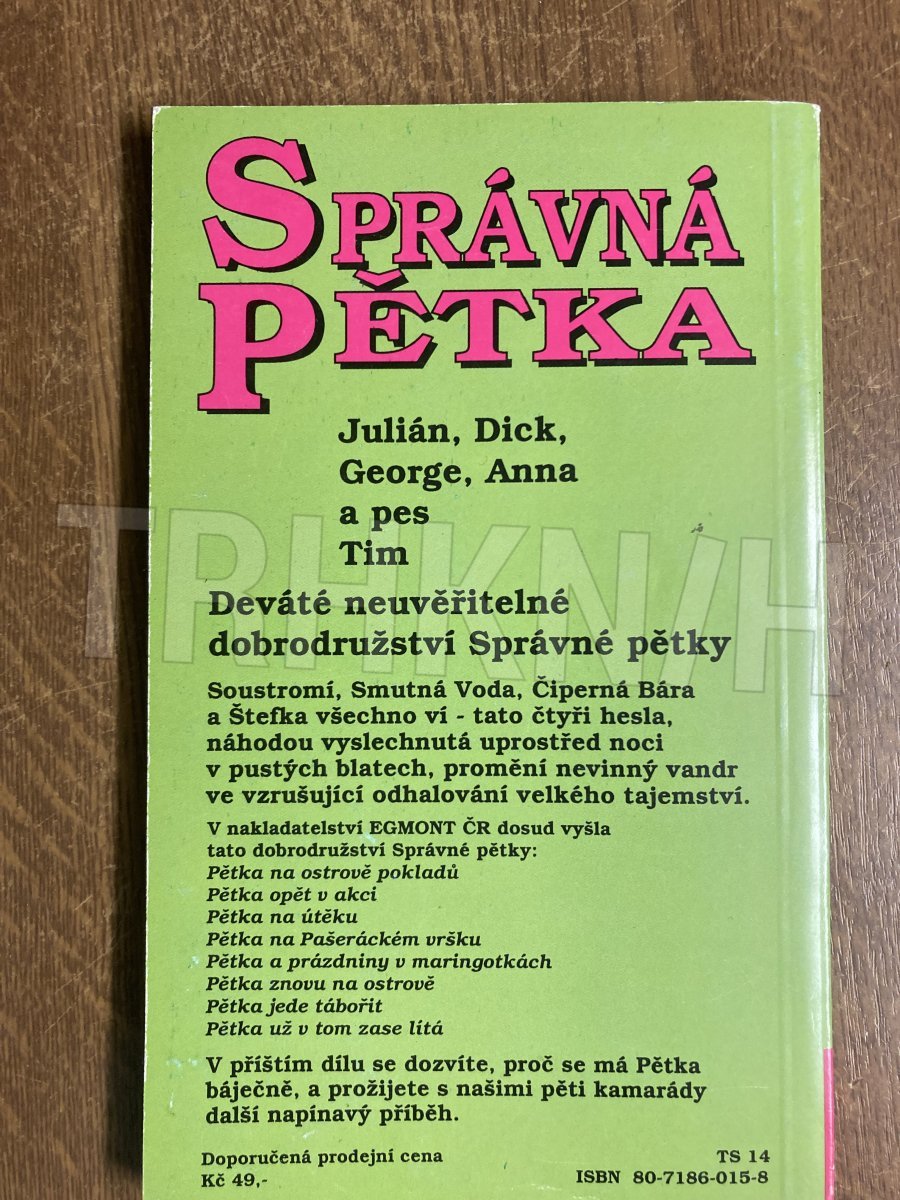 SPRÁVNÁ
PĚTKA
Julián, Dick,
George, Anna
a pes
Tim
TRHKNIH
Deváté neuvěřitelné
dobrodružství Správné pětky
Soustromí, Smutná Voda, Čiperná Bára
a Štefka všechno ví - tato čtyři hesla,
náhodou vyslechnutá uprostřed noci
v pustých blatech, promění nevinný vandr
ve vzrušující odhalování velkého tajemství.
V nakladatelství EGMONT ČR dosud vyšla
tato dobrodružství Správné pětky:
Pětka na ostrově pokladů
Pětka opět v akci
Pětka na útěku
Pětka na Pašeráckém vršku
Pětka a prázdniny v maringotkách
Pětka znovu na ostrově
Pětka jede tábořit
Pětka už v tom zase lítá
V příštím dílu se dozvíte, proč se má Pětka
báječně, a prožijete s našimi pěti kamarády
další napínavý příběh.
Doporučená prodejní cena TS 14
Kč 49,- ISBN 80-7186-015-8